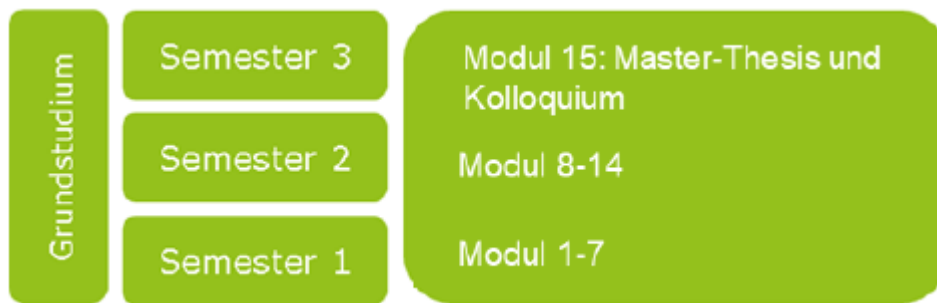 Grundstudium
Semester 3
Modul 15: Master-Thesis und
Kolloquium
Semester 2
Modul 8-14
Semester 1
Modul 1-7